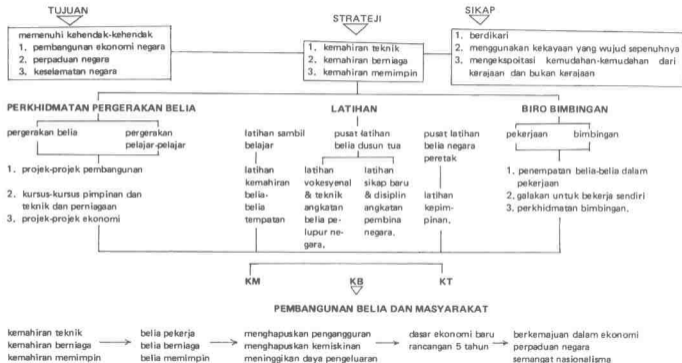 TUJUAN
memenuhi kehendak-kehendak
1. pembangunan ekonomi negara
2. perpaduan negara
3. keselamatan negara
STRATEJI
1. kemahiran teknik
2. kemahiran berniaga
3. kemahiran memimpin
SIKAP
1. berdikari
2. menggunakan kekayaan yang wujud sepenuhnya
3. mengekspoitasi kemudahan-kemudahan dari
kerajaan dan bukan kerajaan
PERKHIDMATAN PERGERAKAN BELIA
pergerakan belia
pergerakan
pelajar-pelajar
1. projek-projek pembangunan
2. kursus-kursus pimpinan dan
teknik dan perniagaan
3. projek-projek ekonomi
LATIHAN
latihan sambil
belajar
latihan
kemahiran
belia-
belia
tempatan
pusat latihan
belia dusun tua
latihan
vokesyenal
& teknik
angkatan
belia pe-
lupur ne-
gara,
latihan
sikap baru
& disiplin
angkatan
pembina
negara,
pusat latihan
belia negara
peretak
latihan
kepim-
pinan,
BIRO BIMBINGAN
pekerjaan
bimbingan
1. penempatan belia-belia dalam
pekerjaan
2. galakan untuk bekerja sendiri
3. perkhidmatan bimbingan,
KM
KB
KT
PEMBANGUNAN BELIA DAN MASYARAKAT
kemahiran teknik
kemahiran berniaga
kemahiran memimpin
belia pekerja
belia berniaga
belia memimpin
menghapuskan pengangguran
menghapuskan kemiskinan
meninggikan daya pengeluaran
dasar ekonomi baru
rancangan 5 tahun
berkemajuan dalam ekonomi
perpaduan negara
semangat nasionalisma